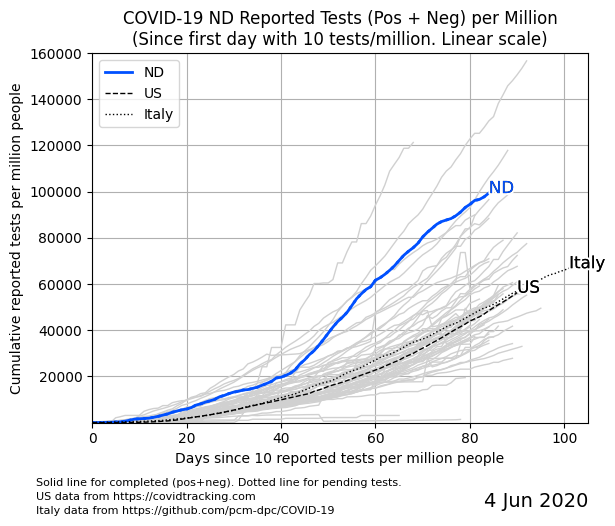 COVID-19 ND Reported Tests (Pos + Neg) per Million
(Since first day with 10 tests/million. Linear scale)
160000
140000
120000
100000
80000
60000
40000
20000
Cumulative reported tests per million people
ND
US
Italy
ND
Italy
US
0
20
40
60
80
100
Days since 10 reported tests per million people
Solid line for completed (pos+neg). Dotted line for pending tests.
US data from https://covidtracking.com
Italy data from https://github.com/pcm-dpc/COVID-19
4 Jun 2020